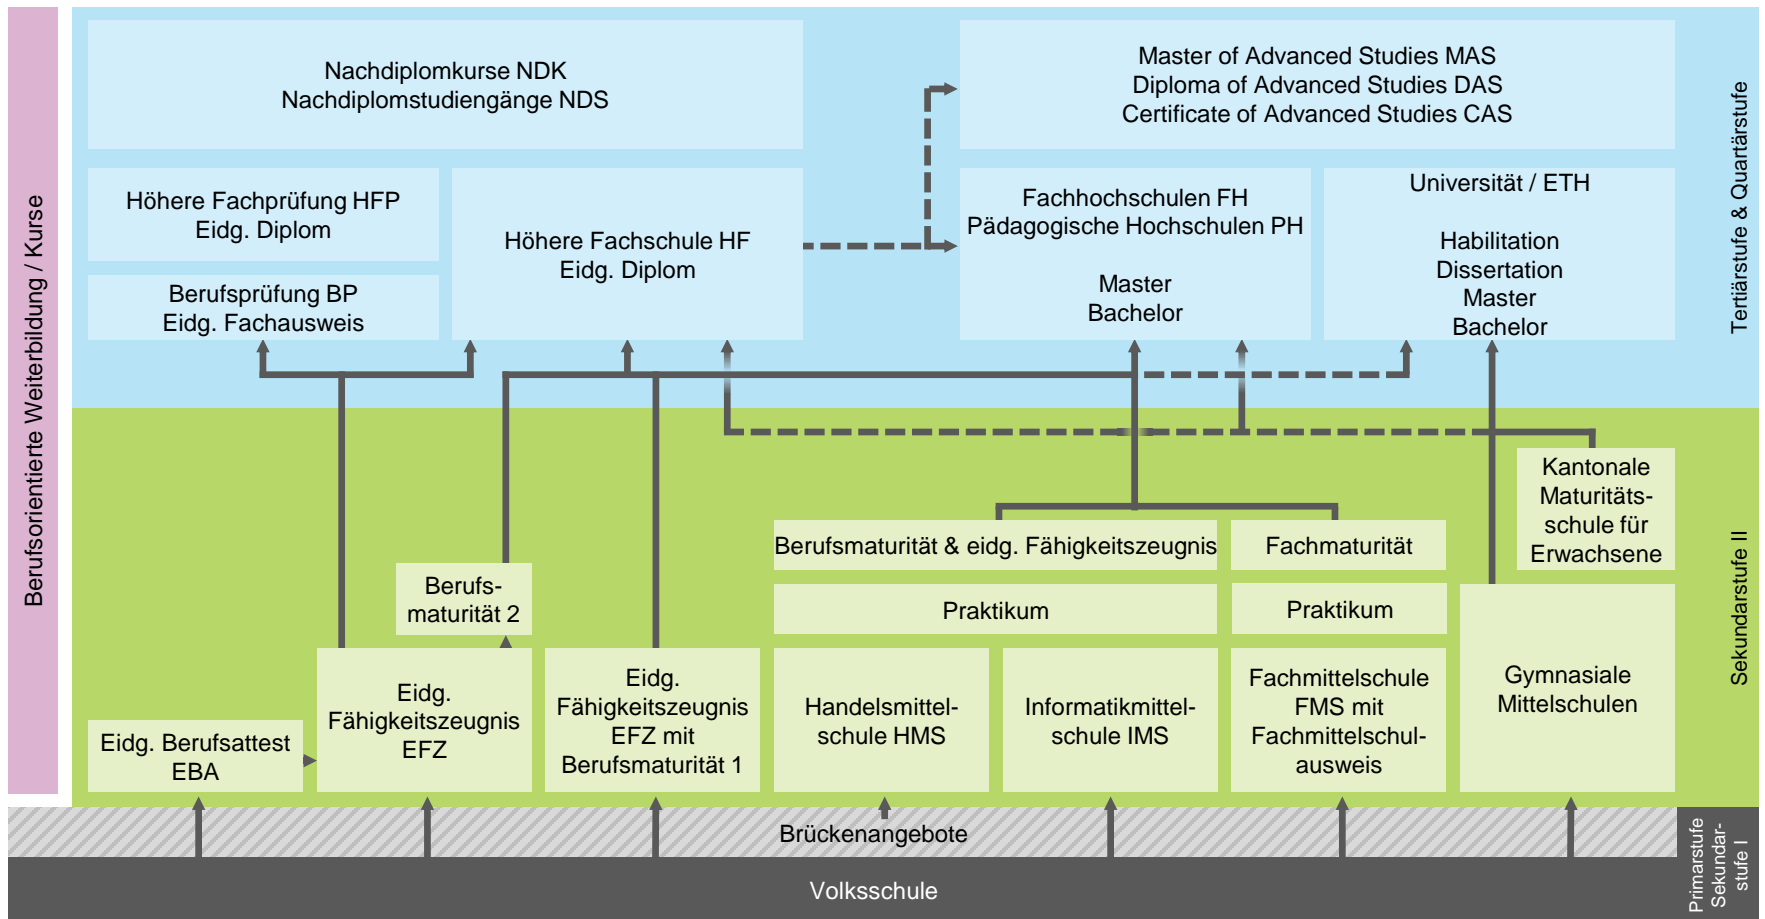 Berufsorientierte Weiterbildung / Kurse
Nachdiplomkurse NDK
Nachdiplomstudiengänge NDS
Master of Advanced Studies MAS
Diploma of Advanced Studies DAS
Certificate of Advanced Studies CAS
Höhere Fachprüfung HFP
Eidg. Diplom
Berufsprüfung BP
Eidg. Fachausweis
Höhere Fachschule HF
Eidg. Diplom
Fachhochschulen FH
Pädagogische Hochschulen PH
Master
Bachelor
Universität / ETH
Habilitation
Dissertation
Master
Bachelor
Tertiärstufe & Quartärstufe
Kantonale
Maturitäts-
schule für
Erwachsene
Berufsmaturität & eidg. Fähigkeitszeugnis
Fachmaturität
Berufs-
maturität 2
Praktikum
Praktikum
Eidg. Berufsattest
EBA
Eidg.
Fähigkeitszeugnis
EFZ
Eidg.
Fähigkeitszeugnis
EFZ mit
Berufsmaturität 1
Handelsmittel-
schule HMS
Informatikmittel-
schule IMS
Fachmittelschule
FMS mit
Fachmittelschul-
ausweis
Gymnasiale
Mittelschulen
Sekundarstufe II
Brückenangebote
Volksschule
Primarstufe
Sekundar-
stufe I